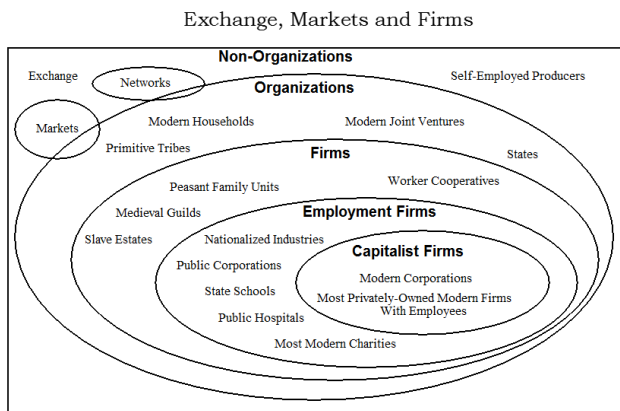 Exchange, Markets and Firms
Non-Organizations
Exchange
Networks
Self-Employed Producers
Organizations
Markets
Modern Households
Modern Joint Ventures
Primitive Tribes
Firms
States
Peasant Family Units
Worker Cooperatives
Medieval Guilds
Employment Firms
Slave Estates
Nationalized Industries
Capitalist Firms
Public Corporations
Modern Corporations
State Schools
Most Privately-Owned Modern Firms
With Employees
Public Hospitals
Most Modern Charities